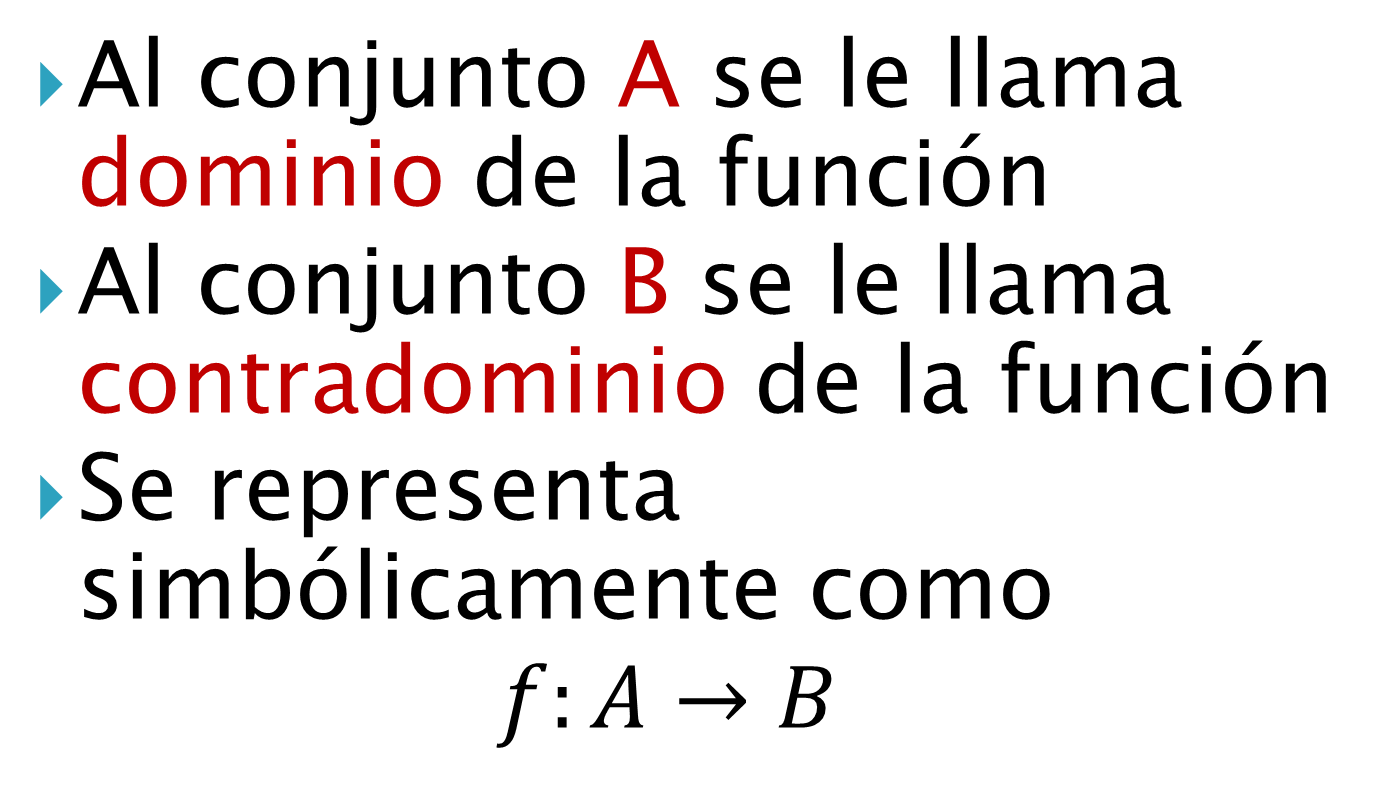 Al conjunto A se le llama
dominio de la función
Al conjunto B se le llama
contradominio de la función
Se representa
simbólicamente como
f: A → B